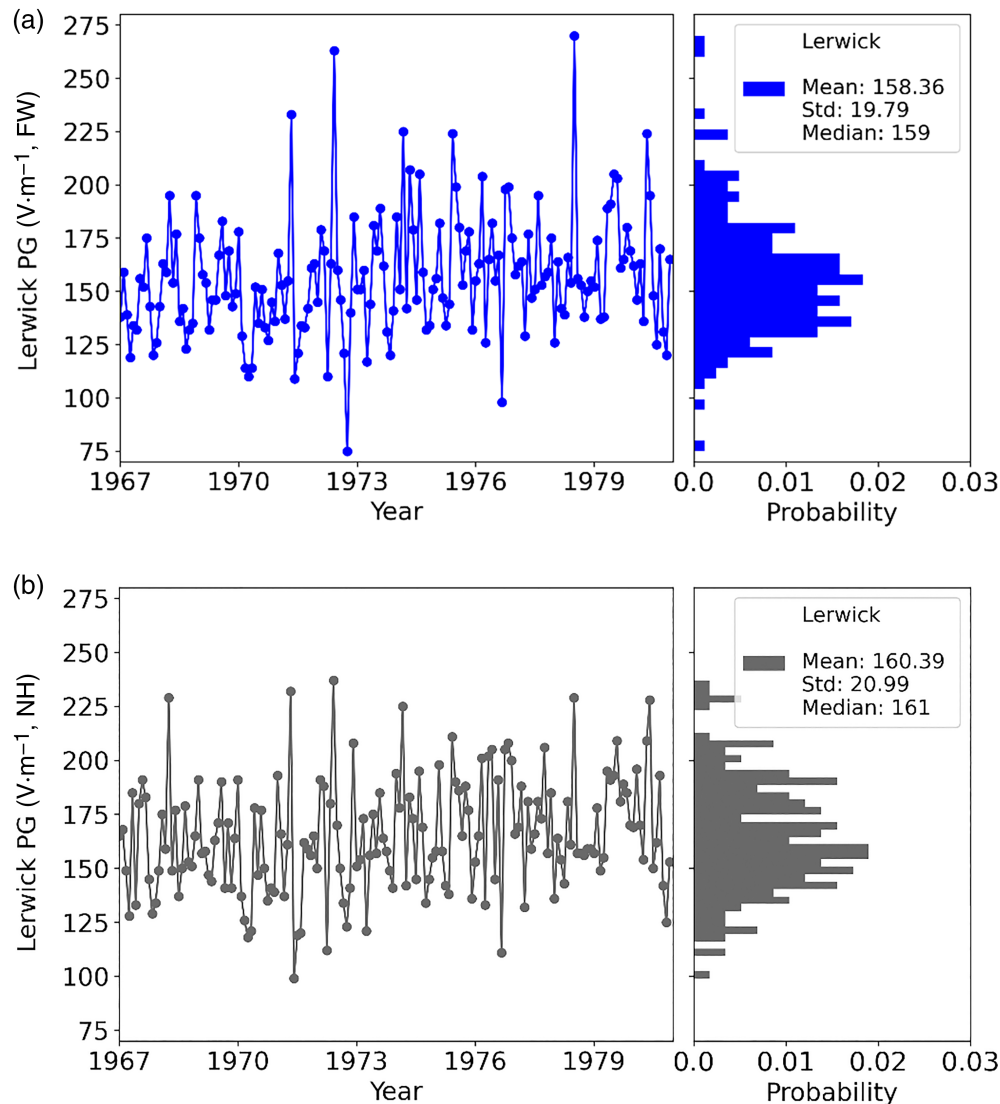 (a)
Lerwick PG (V·m⁻¹, FW)
275
250
225
200
175
150
125
100
75
1967 1970 1973 1976 1979
Year
Lerwick
Mean: 158.36
Std: 19.79
Median: 159
0.0 0.01 0.02 0.03
Probability
(b)
Lerwick PG (V·m⁻¹, NH)
275
250
225
200
175
150
125
100
75
1967 1970 1973 1976 1979
Year
Lerwick
Mean: 160.39
Std: 20.99
Median: 161
0.0 0.01 0.02 0.03
Probability